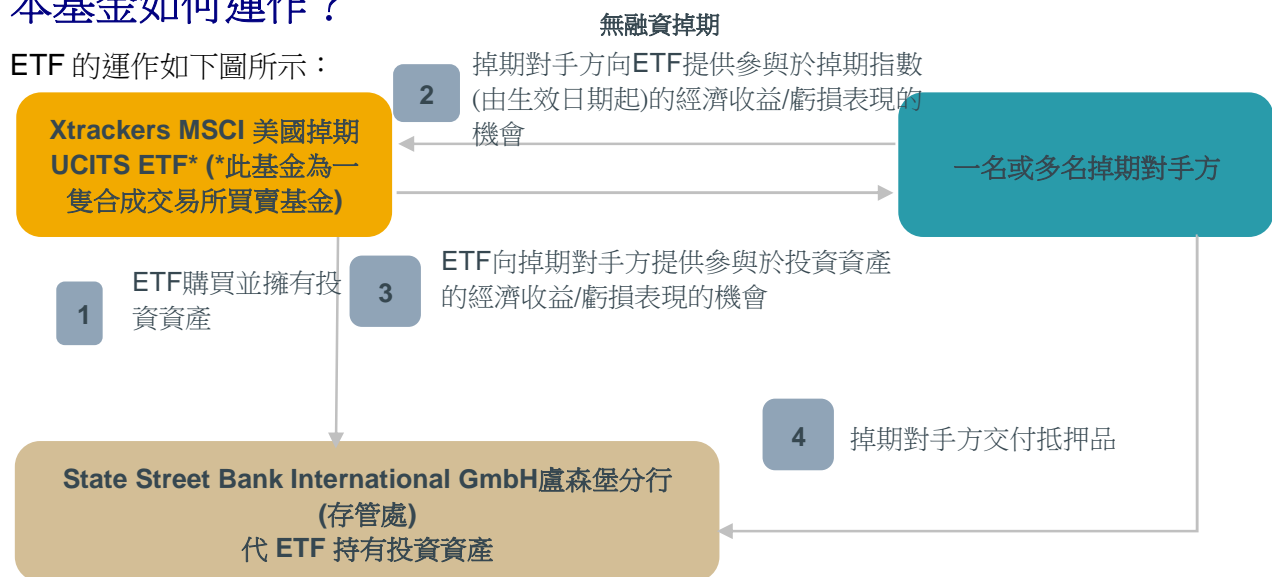 本基金如何運作？
無融資掉期
ETF 的運作如下圖所示：
2
掉期對手方向ETF提供參與於掉期指數
(由生效日期起)的經濟收益/虧損表現的
機會
Xtrackers MSCI 美國掉期
UCITS ETF* (*此基金為一
隻合成交易所買賣基金)
一名或多名掉期對手方
1
ETF購買並擁有投
資資產
3
ETF向掉期對手方提供參與於投資資產
的經濟收益/虧損表現的機會
4
掉期對手方交付抵押品
State Street Bank International GmbH盧森堡分行
(存管處)
代 ETF 持有投資資產